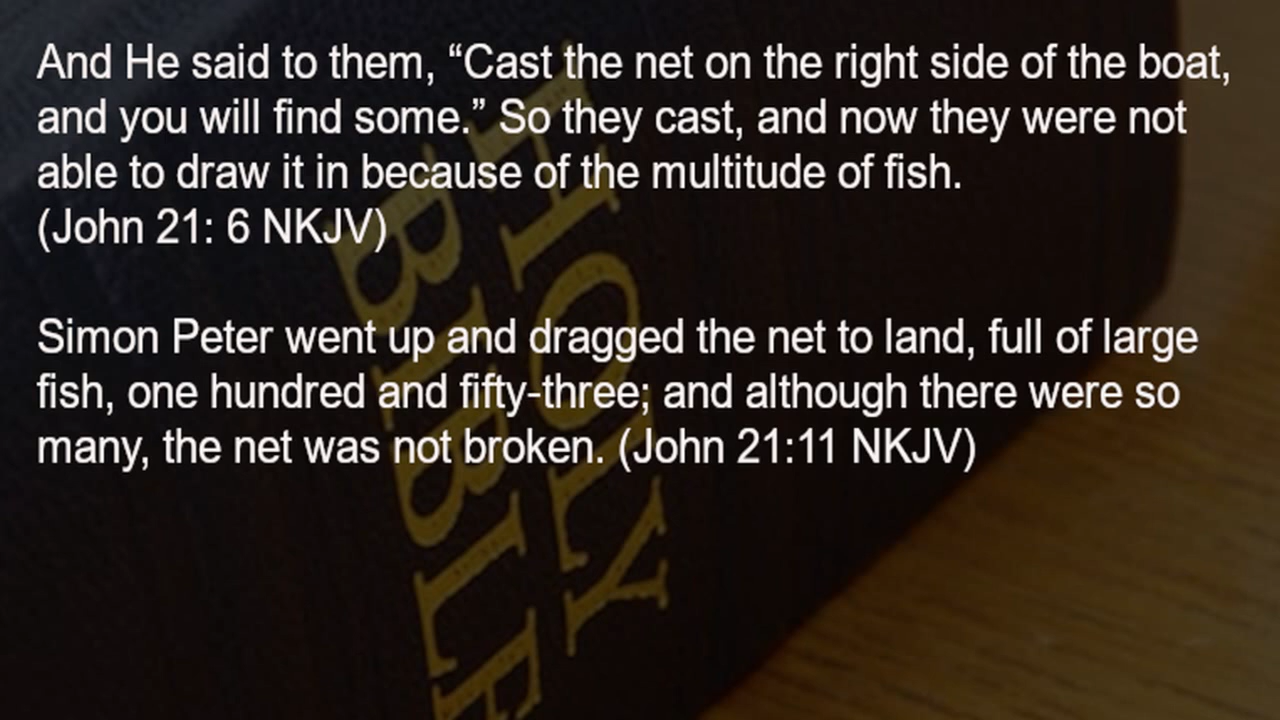 And He said to them, “Cast the net on the right side of the boat,
and you will find some.” So they cast, and now they were not
able to draw it in because of the multitude of fish.
(John 21: 6 NKJV)
Simon Peter went up and dragged the net to land, full of large
fish, one hundred and fifty-three; and although there were so
many, the net was not broken. (John 21:11 NKJV)
HOLY
BIBLE